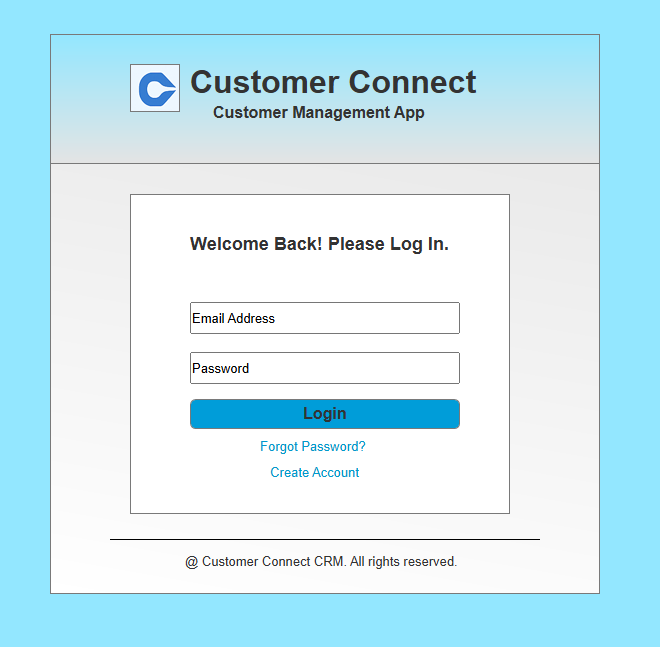 Customer Connect
Customer Management App
Welcome Back! Please Log In.
Email Address
Password
Login
Forgot Password?
Create Account
@ Customer Connect CRM. All rights reserved.